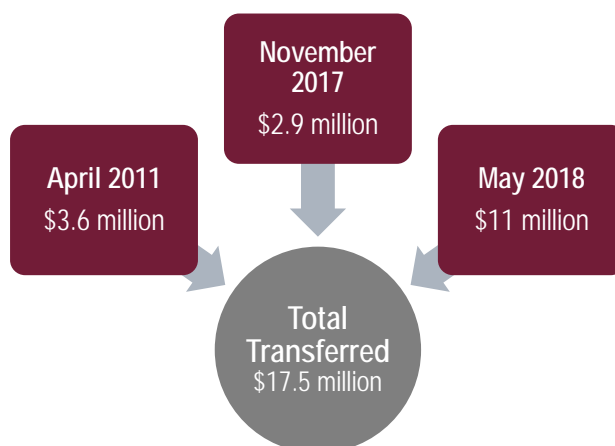 November
2017
$2.9 million
April 2011
$3.6 million
May 2018
$11 million
Total
Transferred
$17.5 million